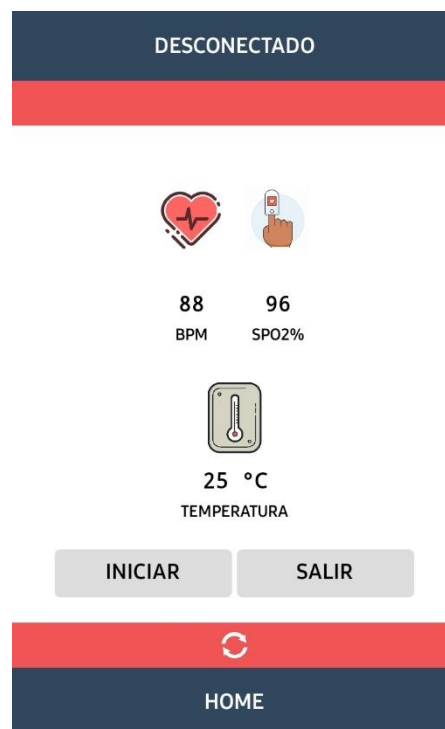 DESCONECTADO
88 96
BPM SPO2%
25 °C
TEMPERATURA
INICIAR SALIR
HOME